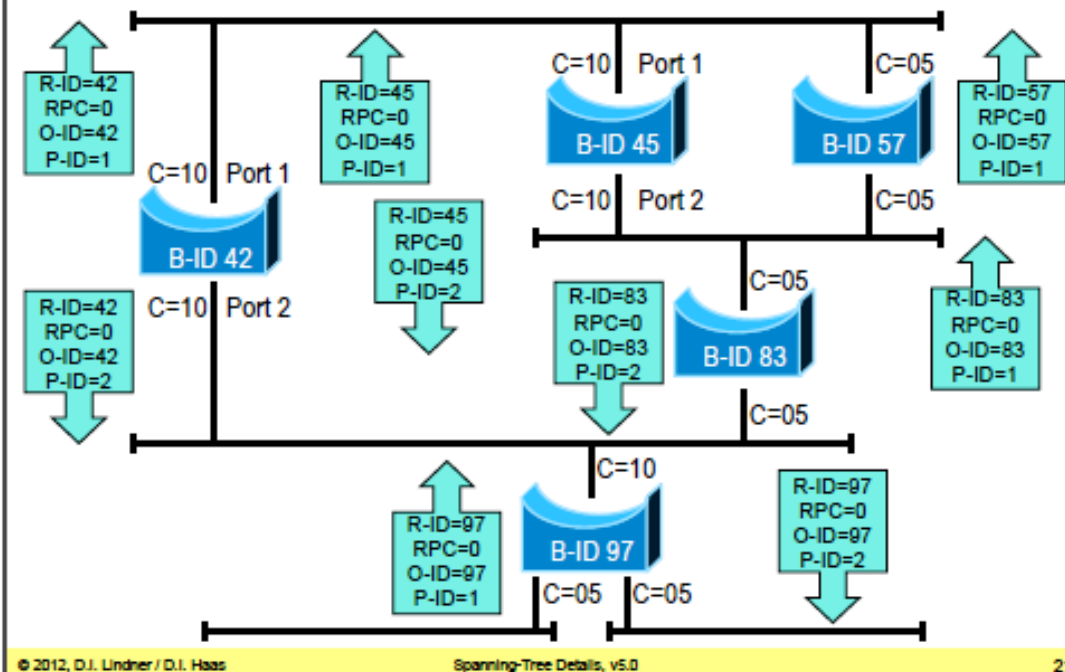 C=10 Port 1
C=05
R-ID=42
RPC=0
O-ID=42
P-ID=1
R-ID=45
RPC=0
O-ID=45
P-ID=1
B-ID 45
B-ID 57
R-ID=57
RPC=0
O-ID=57
P-ID=1
C=10 Port 1
C=10 Port 2
C=05
B-ID 42
R-ID=45
RPC=0
O-ID=45
P-ID=2
C=10 Port 2
R-ID=42
RPC=0
O-ID=42
P-ID=2
R-ID=83
RPC=0
O-ID=83
P-ID=2
C=05
B-ID 83
R-ID=83
RPC=0
O-ID=83
P-ID=1
C=05
C=10
R-ID=97
RPC=0
O-ID=97
P-ID=1
B-ID 97
R-ID=97
RPC=0
O-ID=97
P-ID=2
C=05
C=05
© 2012, D.I. Lindner / D.I. Haas
Spanning-Tree Details, v5.0